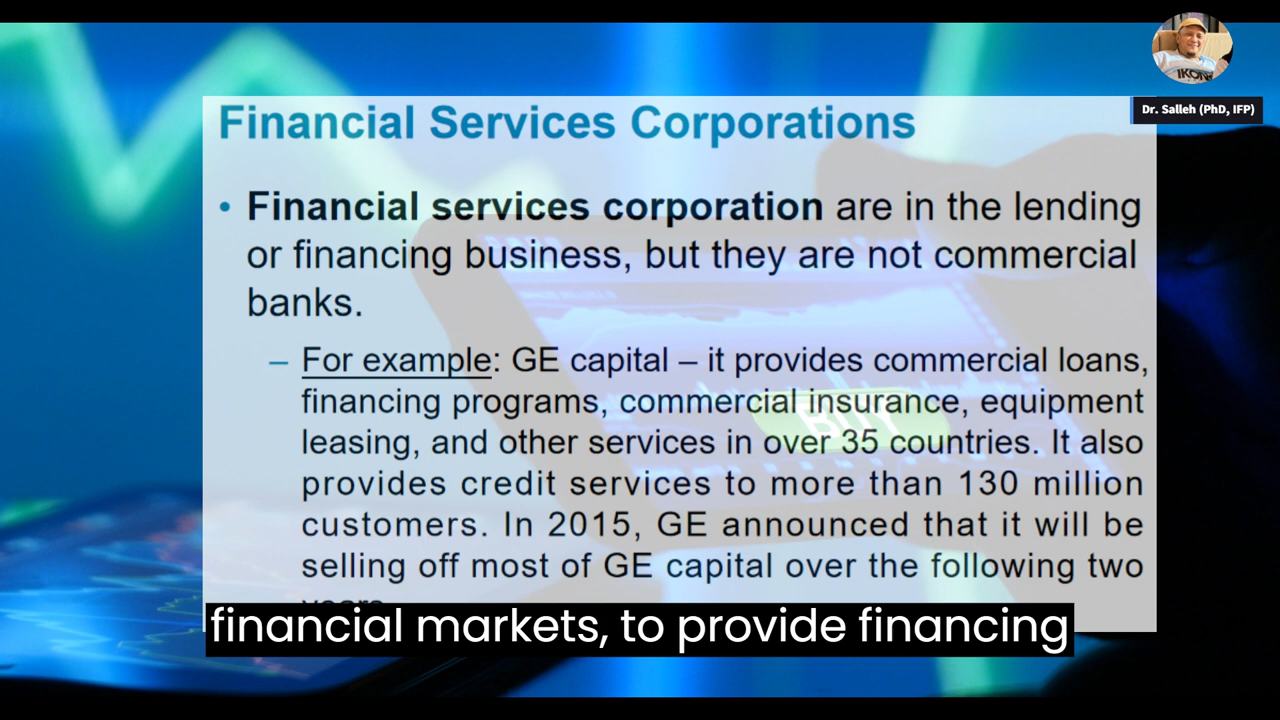 Dr. Salleh (PhD, IFP)
Financial Services Corporations
• Financial services corporation are in the lending
or financing business, but they are not commercial
banks.
– For example: GE capital – it provides commercial loans,
financing programs, commercial insurance, equipment
leasing, and other services in over 35 countries. It also
provides credit services to more than 130 million
customers. In 2015, GE announced that it will be
selling off most of GE capital over the following two
financial markets, to provide financing